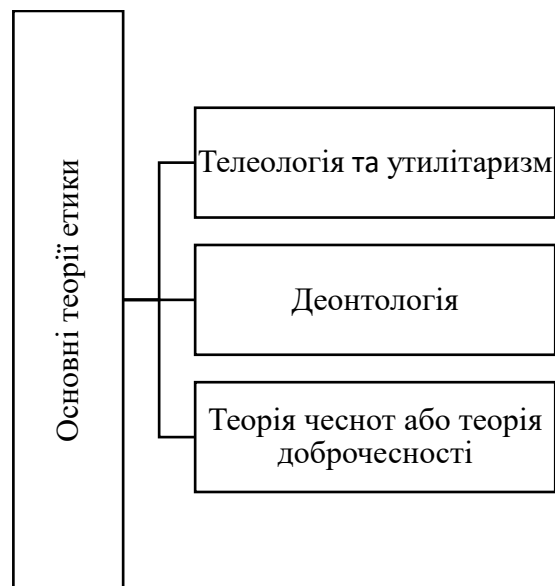 Основні теорії етики
Телеологія та утилітаризм
Деонтологія
Теорія чеснот або теорія
доброчесності